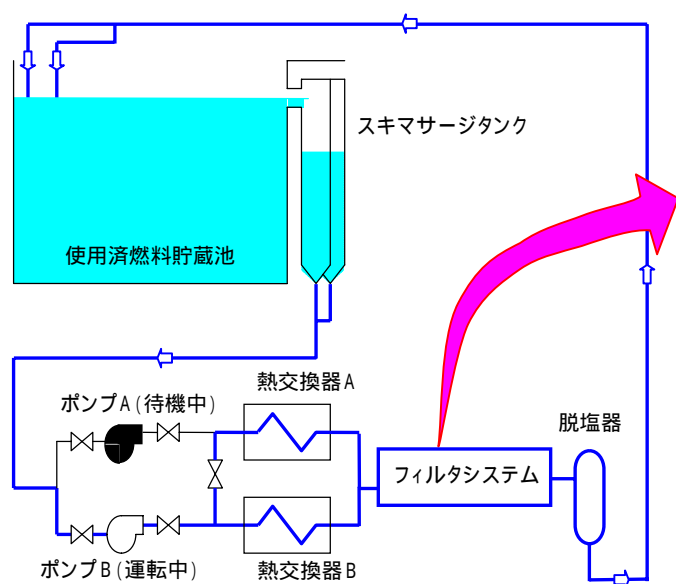 スキマサージタンク
使用済燃料貯蔵池
熱交換器A
ポンプA(待機中)
脱塩器
フィルタシステム
ポンプB(運転中)
熱交換器B